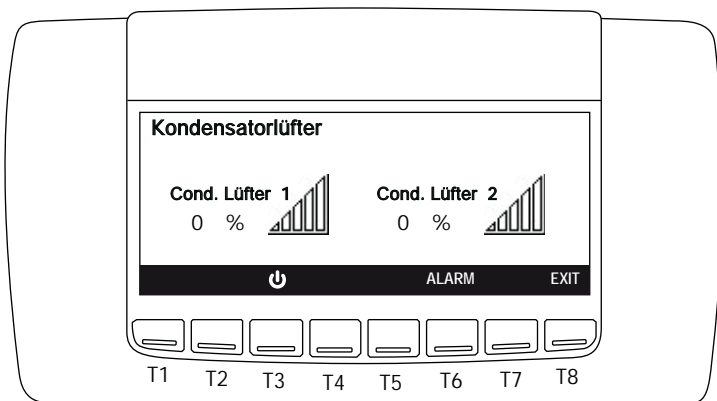 Kondensatorlüfter
Cond. Lüfter 1 Cond. Lüfter 2
0 % 0 %
ALARM EXIT
T1 T2 T3 T4 T5 T6 T7 T8